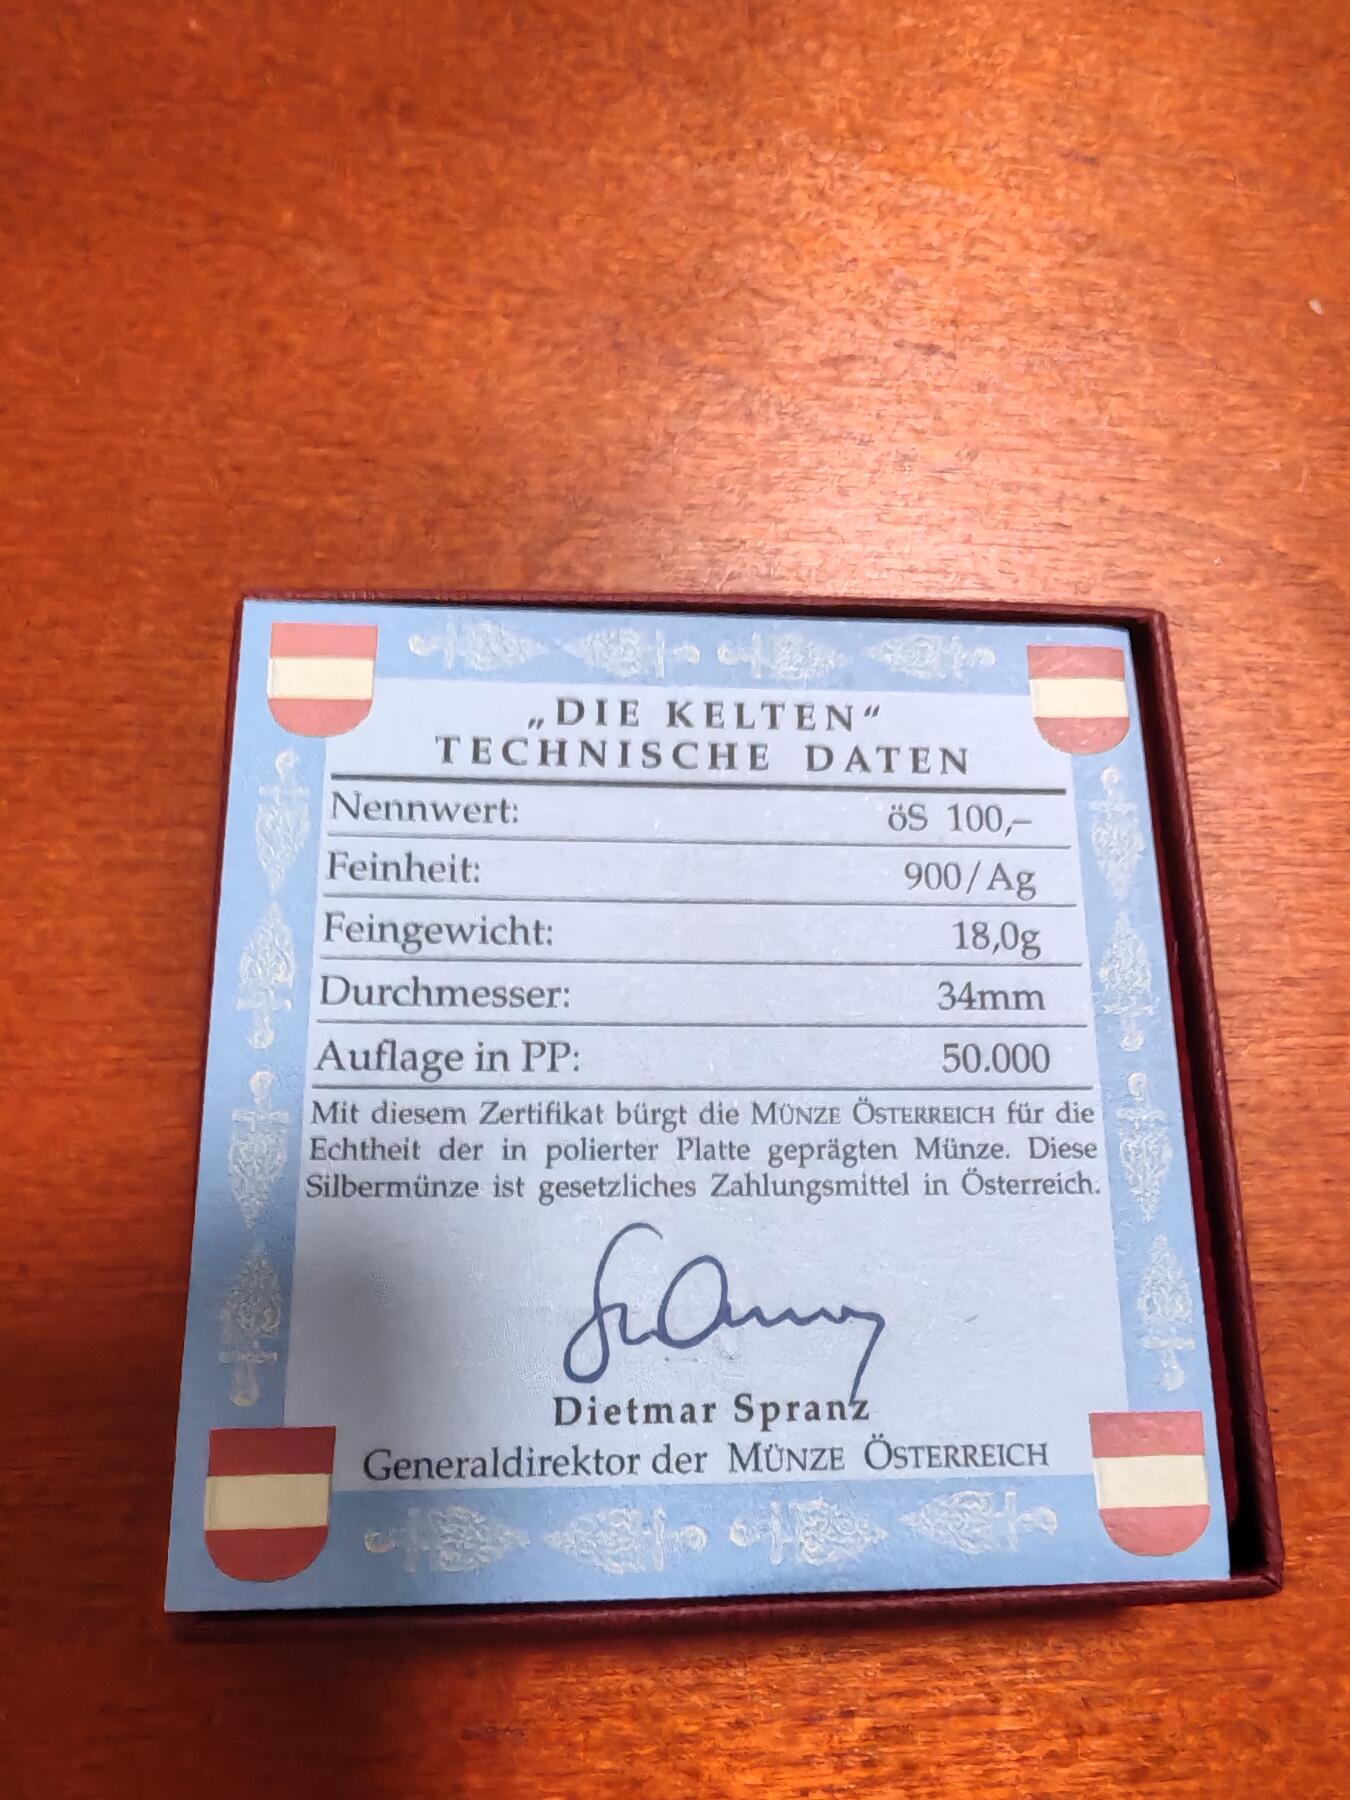 „DIE KELTEN“
TECHNISCHE DATEN
Nennwert: öS 100,–
Feinheit: 900/Ag
Feingewicht: 18,0g
Durchmesser: 34mm
Auflage in PP: 50.000
Mit diesem Zertifikat bürgt die MÜNZE ÖSTERREICH für die
Echtheit der in polierter Platte geprägten Münze. Diese
Silbermünze ist gesetzliches Zahlungsmittel in Österreich.
Dietmar Spranz
Generaldirektor der MÜNZE ÖSTERREICH